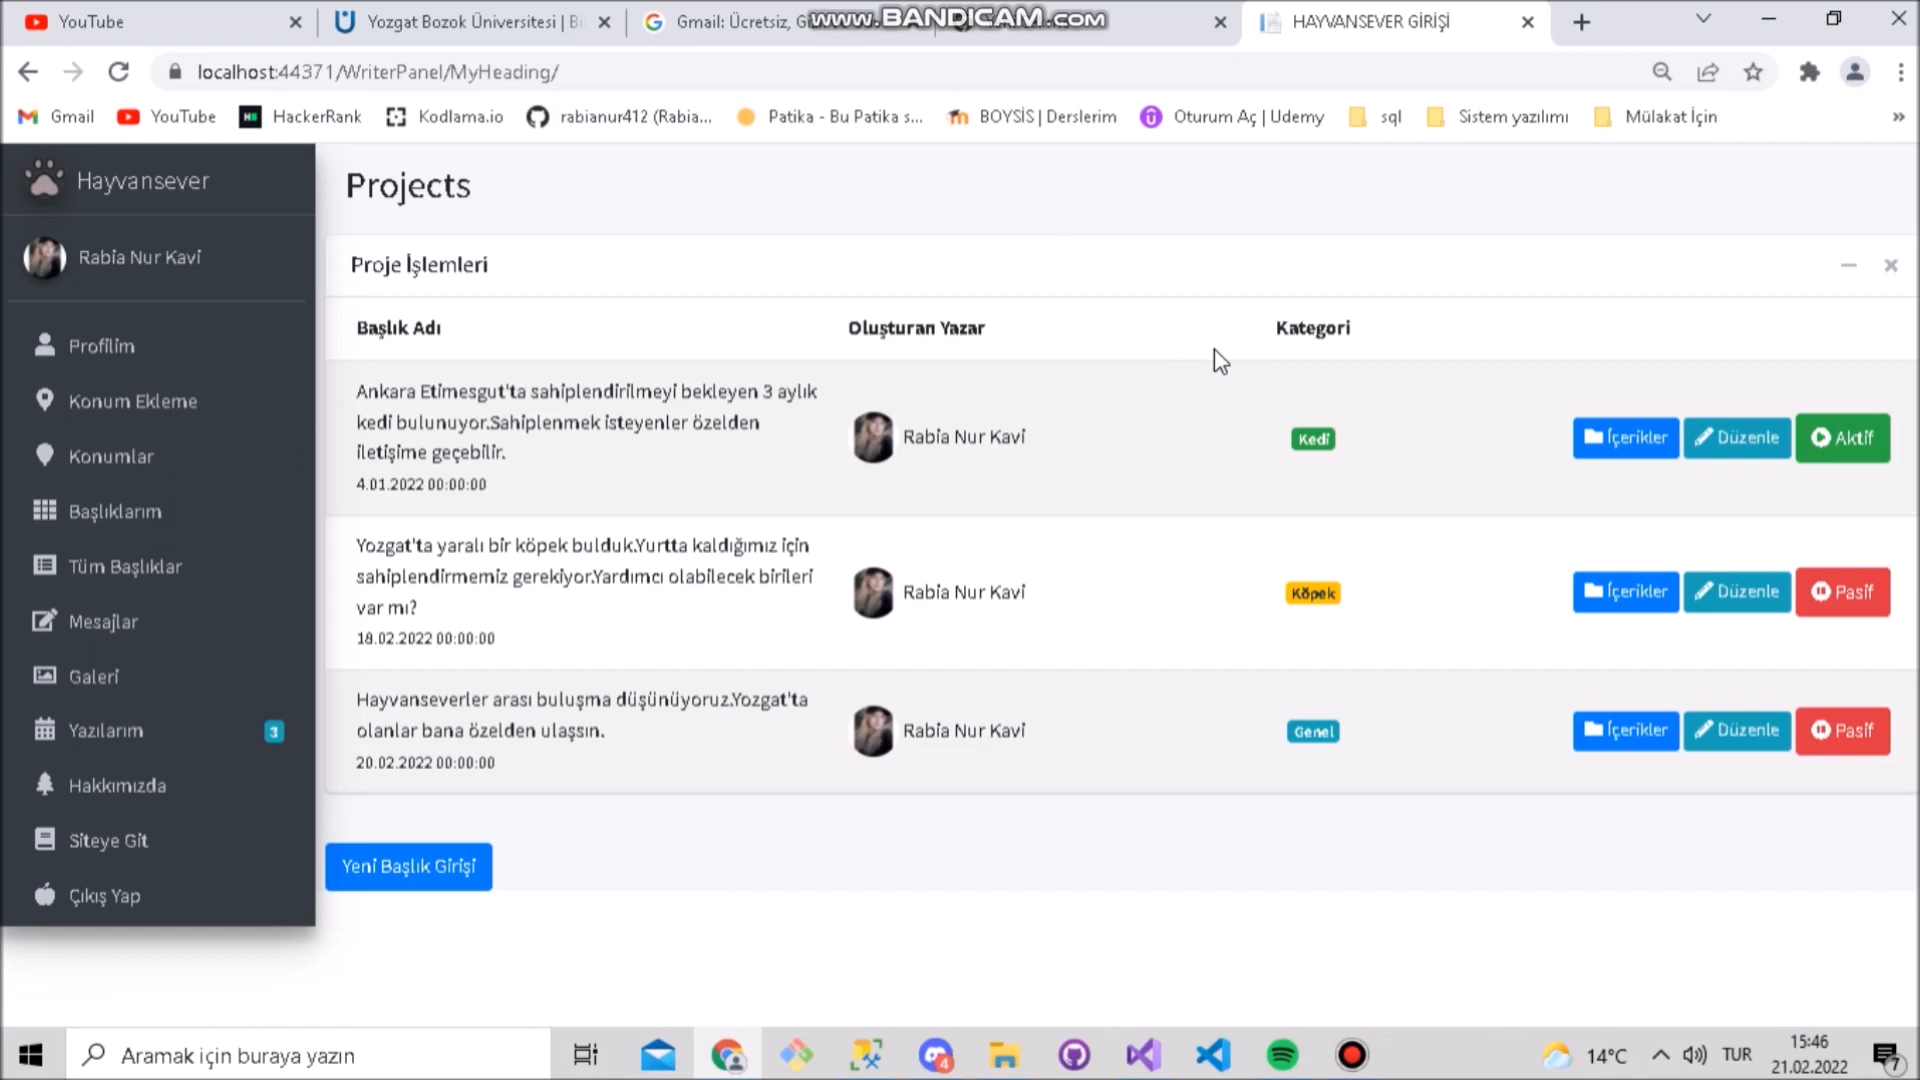 YouTube
Yozgat Bozok Üniversitesi | Bi
Gmail: Ücretsiz, G
www.BANDICAM.COM
HAYVANSEVER GİRİŞİ
localhost:44371/WriterPanel/MyHeading/
Gmail
YouTube
HackerRank
Kodlama.io
rabianur412 (Rabia...
Patika - Bu Patika s...
BOYSİS | Derslerim
Oturum Aç | Udemy
sql
Sistem yazılımı
Mülakat İçin
»
Hayvansever
Rabia Nur Kavi
Profilim
Konum Ekleme
Konumlar
Başlıklarım
Tüm Başlıklar
Mesajlar
Galeri
Yazılarım
3
Hakkımızda
Siteye Git
Çıkış Yap
Projects
Proje İşlemleri
Başlık Adı
Oluşturan Yazar
Kategori
Ankara Etimesgut'ta sahiplendirilmeyi bekleyen 3 aylık
kedi bulunuyor.Sahiplenmek isteyenler özelden
iletişime geçebilir.
4.01.2022 00:00:00
Rabia Nur Kavi
Kedi
İçerikler
Düzenle
Aktif
Yozgat'ta yaralı bir köpek bulduk.Yurtta kaldığımız için
sahiplendirmemiz gerekiyor.Yardımcı olabilecek birileri
var mı?
18.02.2022 00:00:00
Rabia Nur Kavi
Köpek
İçerikler
Düzenle
Pasif
Hayvanseverler arası buluşma düşünüyoruz.Yozgat'ta
olanlar bana özelden ulaşsın.
20.02.2022 00:00:00
Rabia Nur Kavi
Genel
İçerikler
Düzenle
Pasif
Yeni Başlık Girişi
Aramak için buraya yazın
4
14°C
TUR
15:46
21.02.2022
7